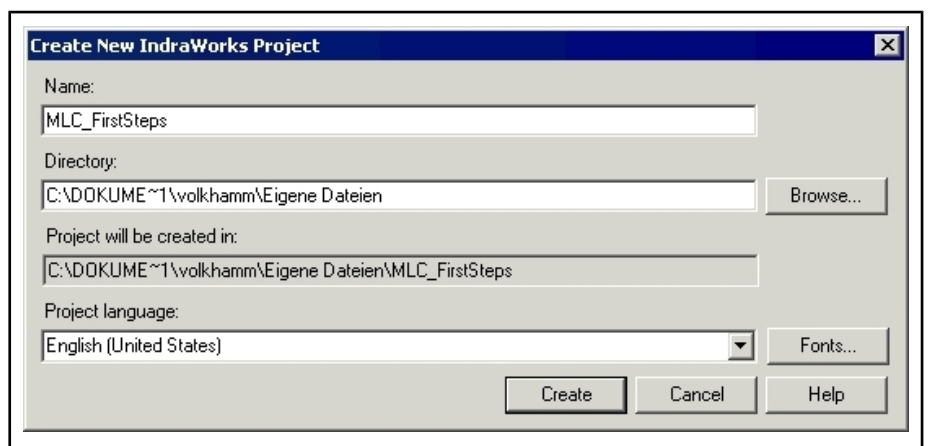 Create New IndraWorks Project
Name:
MLC_FirstSteps
Directory:
C:\DOKUME~1\volkhamm\Eigene Dateien
Browse...
Project will be created in:
C:\DOKUME~1\volkhamm\Eigene Dateien\MLC_FirstSteps
Project language:
English (United States)
Fonts...
Create Cancel Help